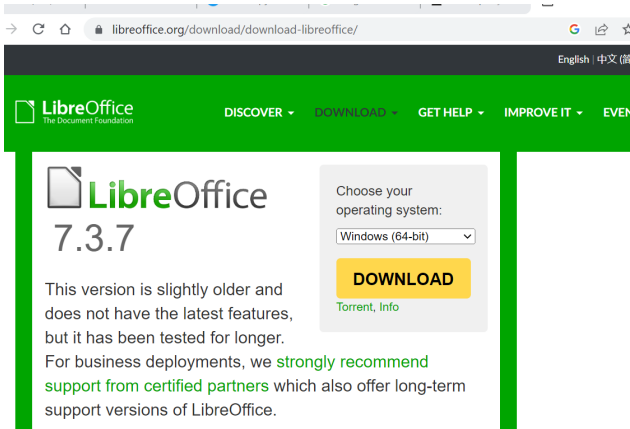 libreoffice.org/download/download-libreoffice/
English | 中文 (简
LibreOffice
The Document Foundation
DISCOVER DOWNLOAD GET HELP IMPROVE IT EVEN
LibreOffice
7.3.7
Choose your
operating system:
Windows (64-bit)
DOWNLOAD
Torrent, Info
This version is slightly older and
does not have the latest features,
but it has been tested for longer.
For business deployments, we strongly recommend
support from certified partners which also offer long-term
support versions of LibreOffice.